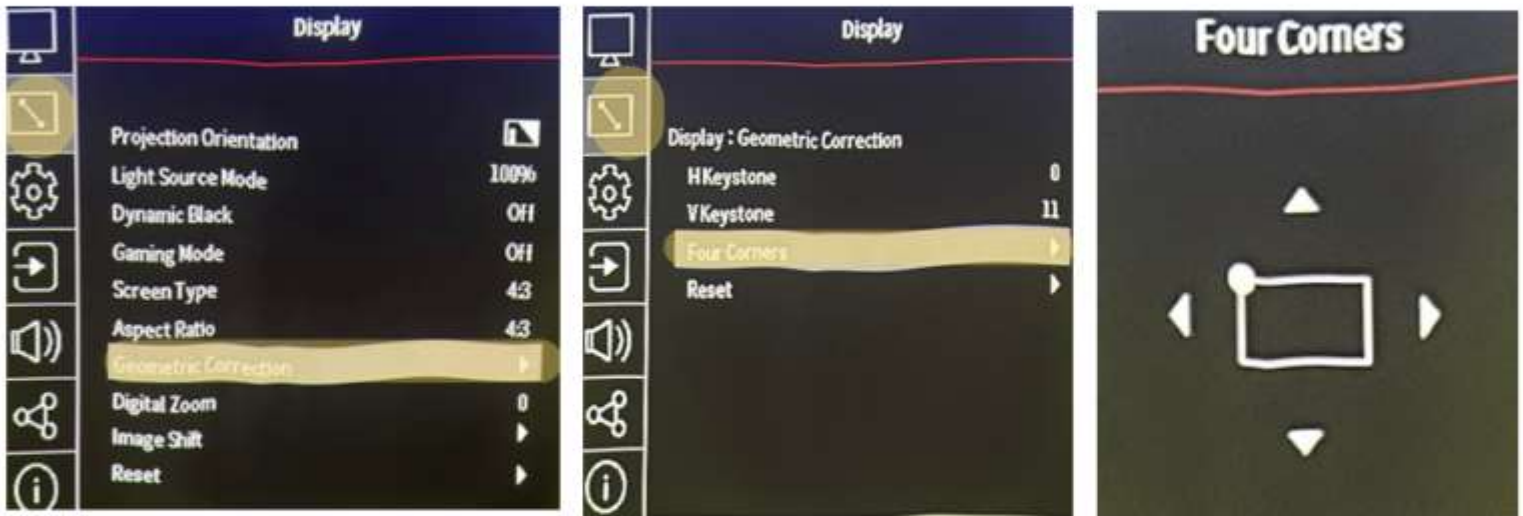 Display
Projection Orientation
Light Source Mode 100%
Dynamic Black Off
Gaming Mode Off
Screen Type 4:3
Aspect Ratio 4:3
Geometric Correction
Digital Zoom 0
Image Shift
Reset
Display
Display : Geometric Correction
H Keystone 0
V Keystone 11
Four Corners
Reset
Four Corners